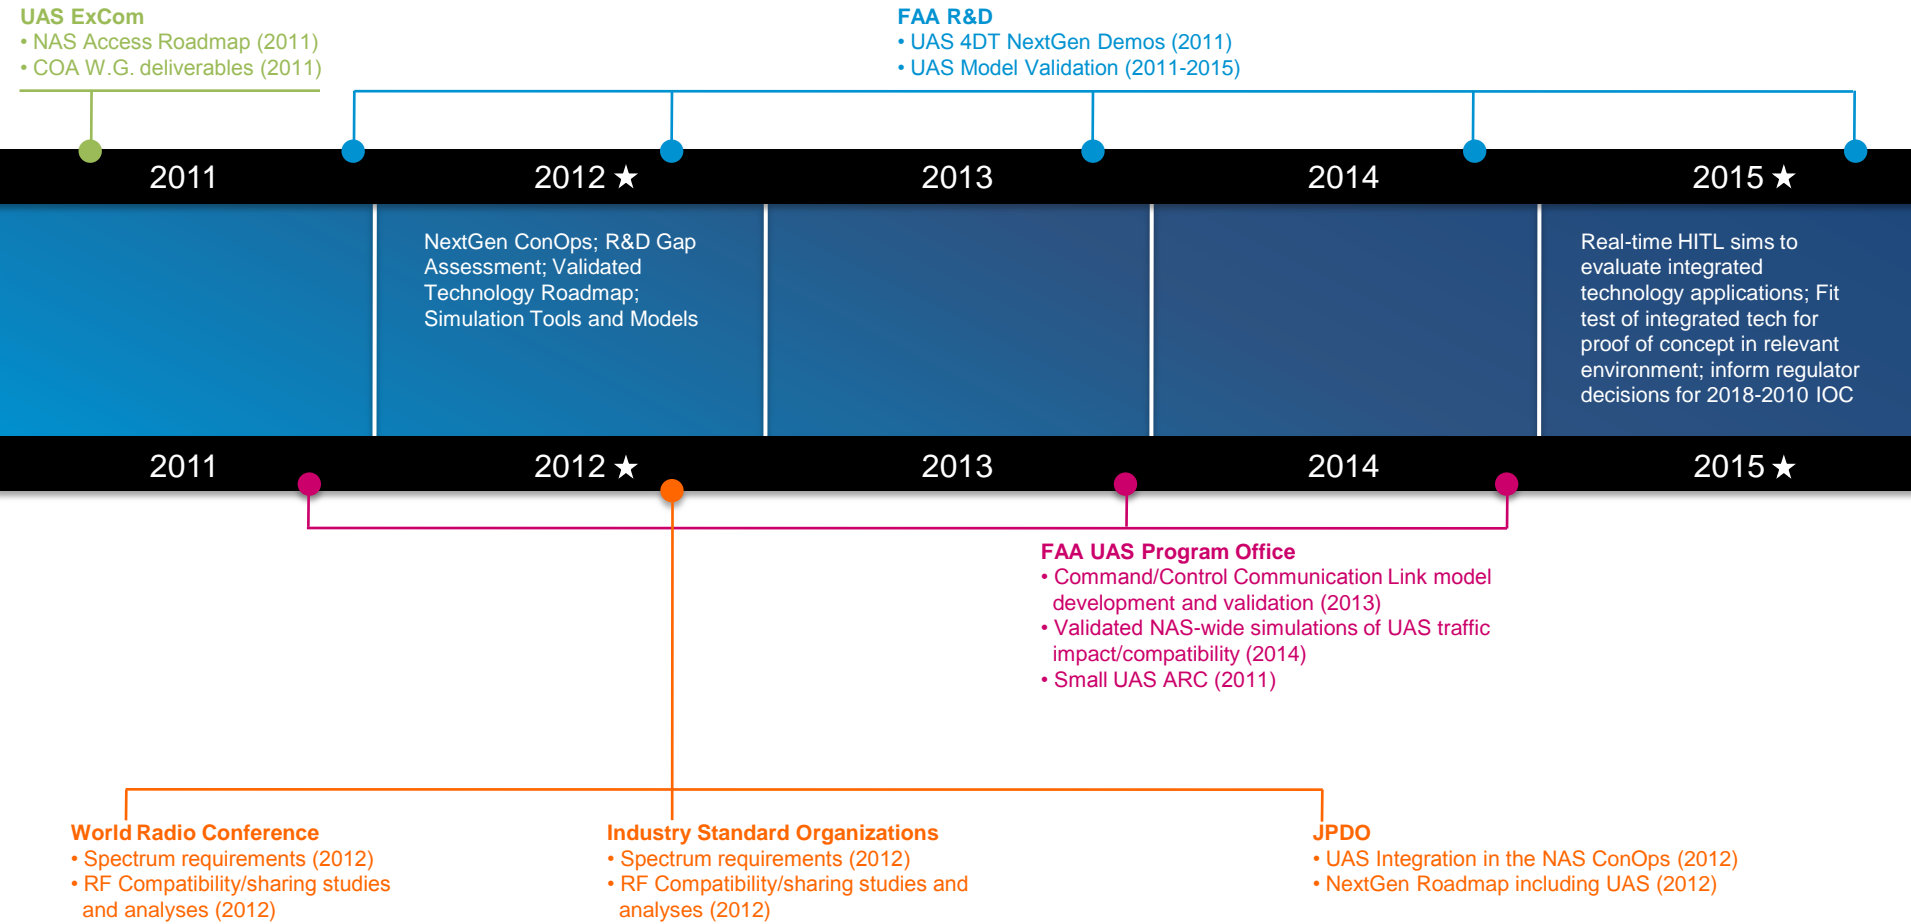 UAS ExCom
• NAS Access Roadmap (2011)
• COA W.G. deliverables (2011)
FAA R&D
• UAS 4DT NextGen Demos (2011)
• UAS Model Validation (2011-2015)
2011
2012 ★
2013
2014
2015 ★
NextGen ConOps; R&D Gap
Assessment; Validated
Technology Roadmap;
Simulation Tools and Models
Real-time HITL sims to
evaluate integrated
technology applications; Fit
test of integrated tech for
proof of concept in relevant
environment; inform regulator
decisions for 2018-2010 IOC
2011
2012 ★
2013
2014
2015 ★
FAA UAS Program Office
• Command/Control Communication Link model
development and validation (2013)
• Validated NAS-wide simulations of UAS traffic
impact/compatibility (2014)
• Small UAS ARC (2011)
World Radio Conference
• Spectrum requirements (2012)
• RF Compatibility/sharing studies
and analyses (2012)
Industry Standard Organizations
• Spectrum requirements (2012)
• RF Compatibility/sharing studies and
analyses (2012)
JPDO
• UAS Integration in the NAS ConOps (2012)
• NextGen Roadmap including UAS (2012)